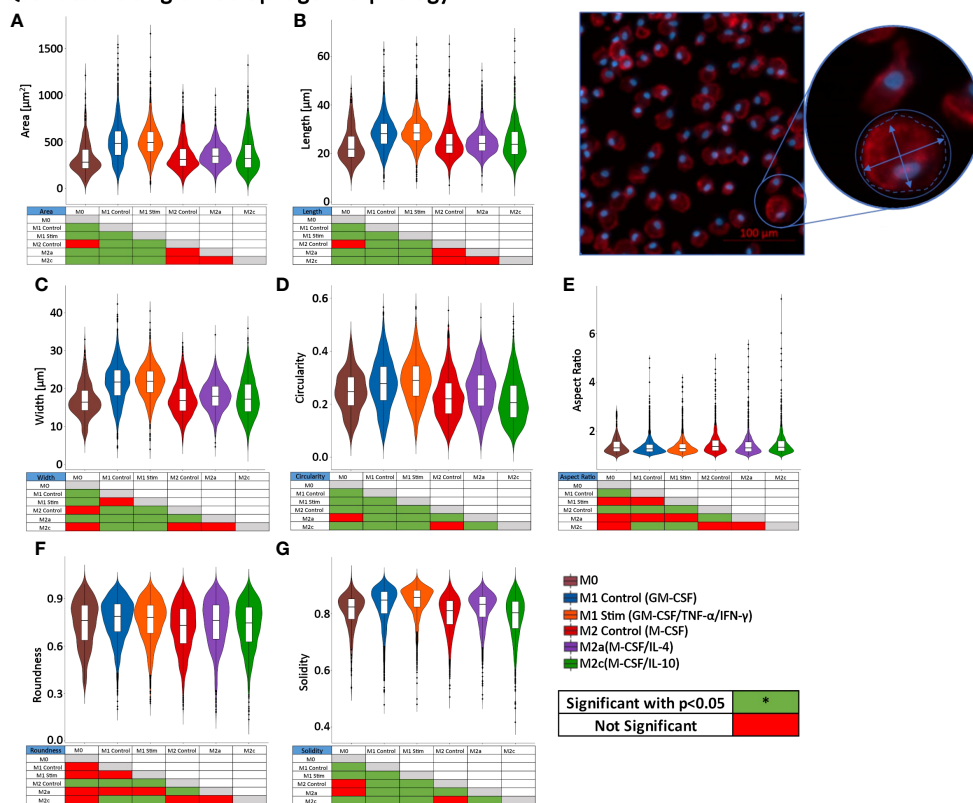 A
Area [µm²]
1500
1000
500
0
Area M0 M1 Control M1 Stim M2 Control M2a M2c
M0
M1 Control
M1 Stim
M2 Control
M2a
M2c
B
Length [µm]
60
40
20
0
Length M0 M1 Control M1 Stim M2 Control M2a M2c
M0
M1 Control
M1 Stim
M2 Control
M2a
M2c
100 µm
C
Width [µm]
40
30
20
10
0
Width M0 M1 Control M1 Stim M2 Control M2a M2c
M0
M1 Control
M1 Stim
M2 Control
M2a
M2c
D
Circularity
0.6
0.4
0.2
0.0
Circularity M0 M1 Control M1 Stim M2 Control M2a M2c
M0
M1 Control
M1 Stim
M2 Control
M2a
M2c
E
Aspect Ratio
6
4
2
Aspect Ratio M0 M1 Control M1 Stim M2 Control M2a M2c
M0
M1 Control
M1 Stim
M2 Control
M2a
M2c
F
Roundness
0.9
0.6
0.3
0.0
Roundness M0 M1 Control M1 Stim M2 Control M2a M2c
M0
M1 Control
M1 Stim
M2 Control
M2a
M2c
G
Solidity
0.8
0.6
0.4
Solidity M0 M1 Control M1 Stim M2 Control M2a M2c
M0
M1 Control
M1 Stim
M2 Control
M2a
M2c
M0
M1 Control (GM-CSF)
M1 Stim (GM-CSF/TNF-α/IFN-γ)
M2 Control (M-CSF)
M2a(M-CSF/IL-4)
M2c(M-CSF/IL-10)
Significant with p<0.05 *
Not Significant